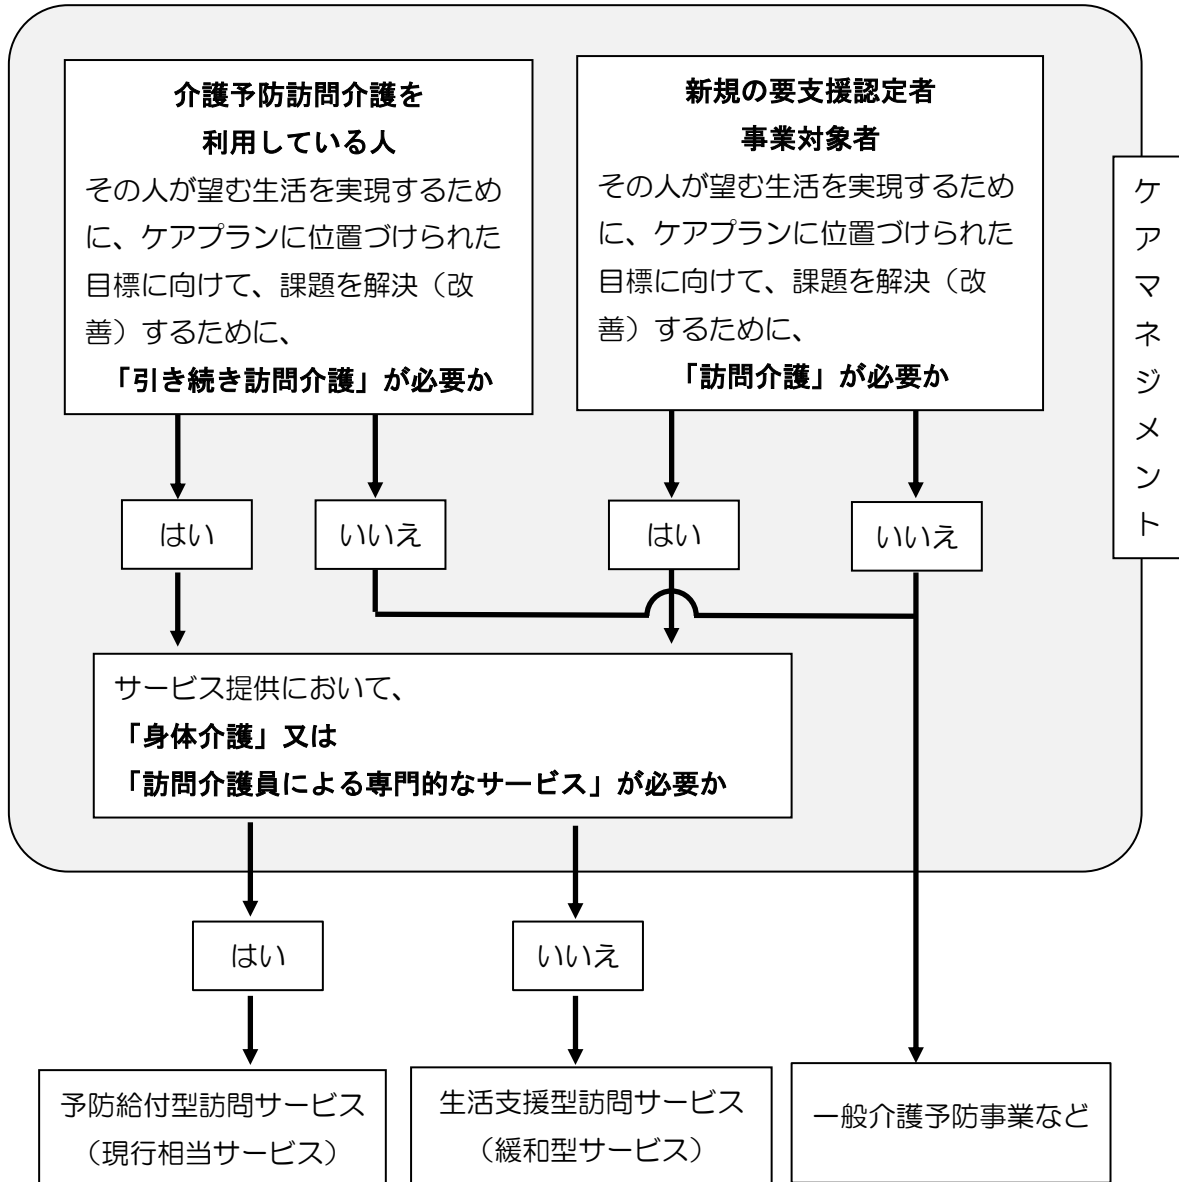 介護予防訪問介護を
利用している人
その人が望む生活を実現するため
に、ケアプランに位置づけられた
目標に向けて、課題を解決（改
善）するために、
「引き続き訪問介護」が必要か
新規の要支援認定者
事業対象者
その人が望む生活を実現するため
に、ケアプランに位置づけられた
目標に向けて、課題を解決（改
善）するために、
「訪問介護」が必要か
ケアマネジメント
はい
いいえ
はい
いいえ
サービス提供において、
「身体介護」又は
「訪問介護員による専門的なサービス」が必要か
はい
いいえ
予防給付型訪問サービス
（現行相当サービス）
生活支援型訪問サービス
（緩和型サービス）
一般介護予防事業など